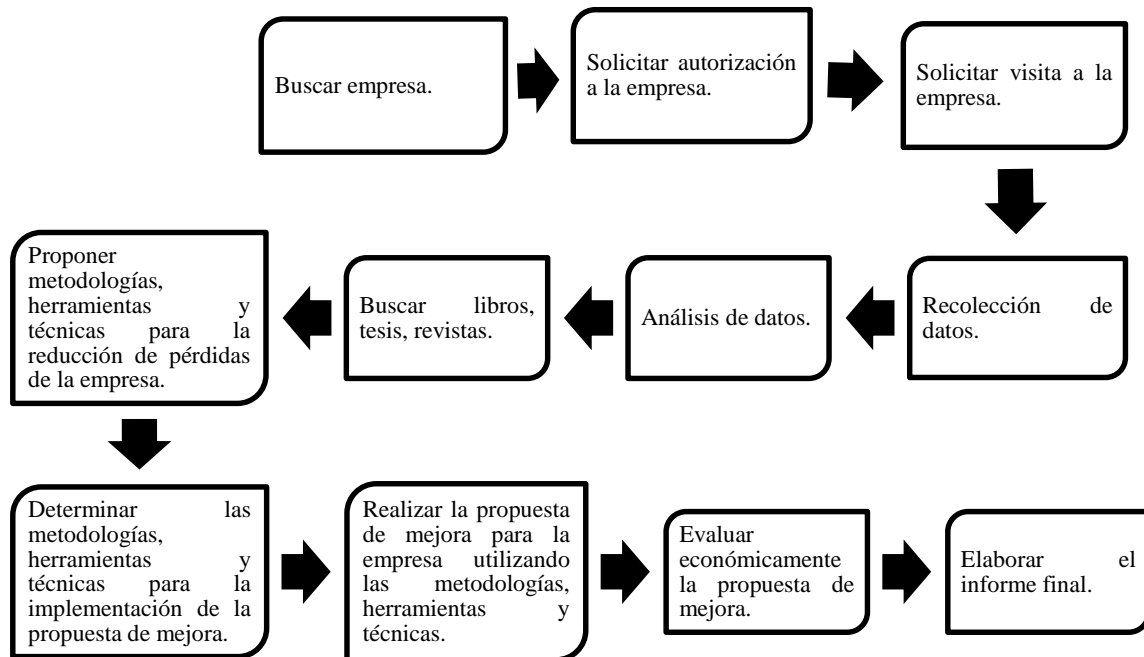 Buscar empresa.
Solicitar autorización
a la empresa.
Solicitar visita a la
empresa.
Recolección de
datos.
Análisis de datos.
Buscar libros,
tesis, revistas.
Proponer
metodologías,
herramientas y
técnicas para la
reducción de pérdidas
de la empresa.
Determinar las
metodologías,
herramientas y
técnicas para la
implementación de la
propuesta de mejora.
Realizar la propuesta
de mejora para la
empresa utilizando
las metodologías,
herramientas y
técnicas.
Evaluar
económicamente
la propuesta de
mejora.
Elaborar el
informe final.